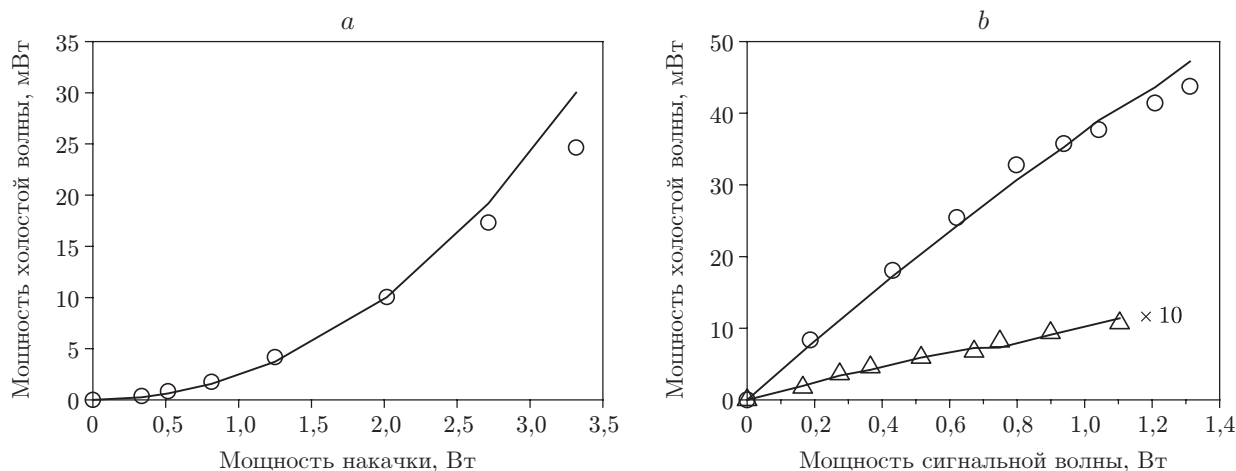 a
Мощность холостой волны, мВт
35
30
25
20
15
10
5
0
0 0,5 1,0 1,5 2,0 2,5 3,0 3,5
Мощность накачки, Вт
b
Мощность холостой волны, мВт
50
40
30
20
10
0
× 10
0 0,2 0,4 0,6 0,8 1,0 1,2 1,4
Мощность сигнальной волны, Вт